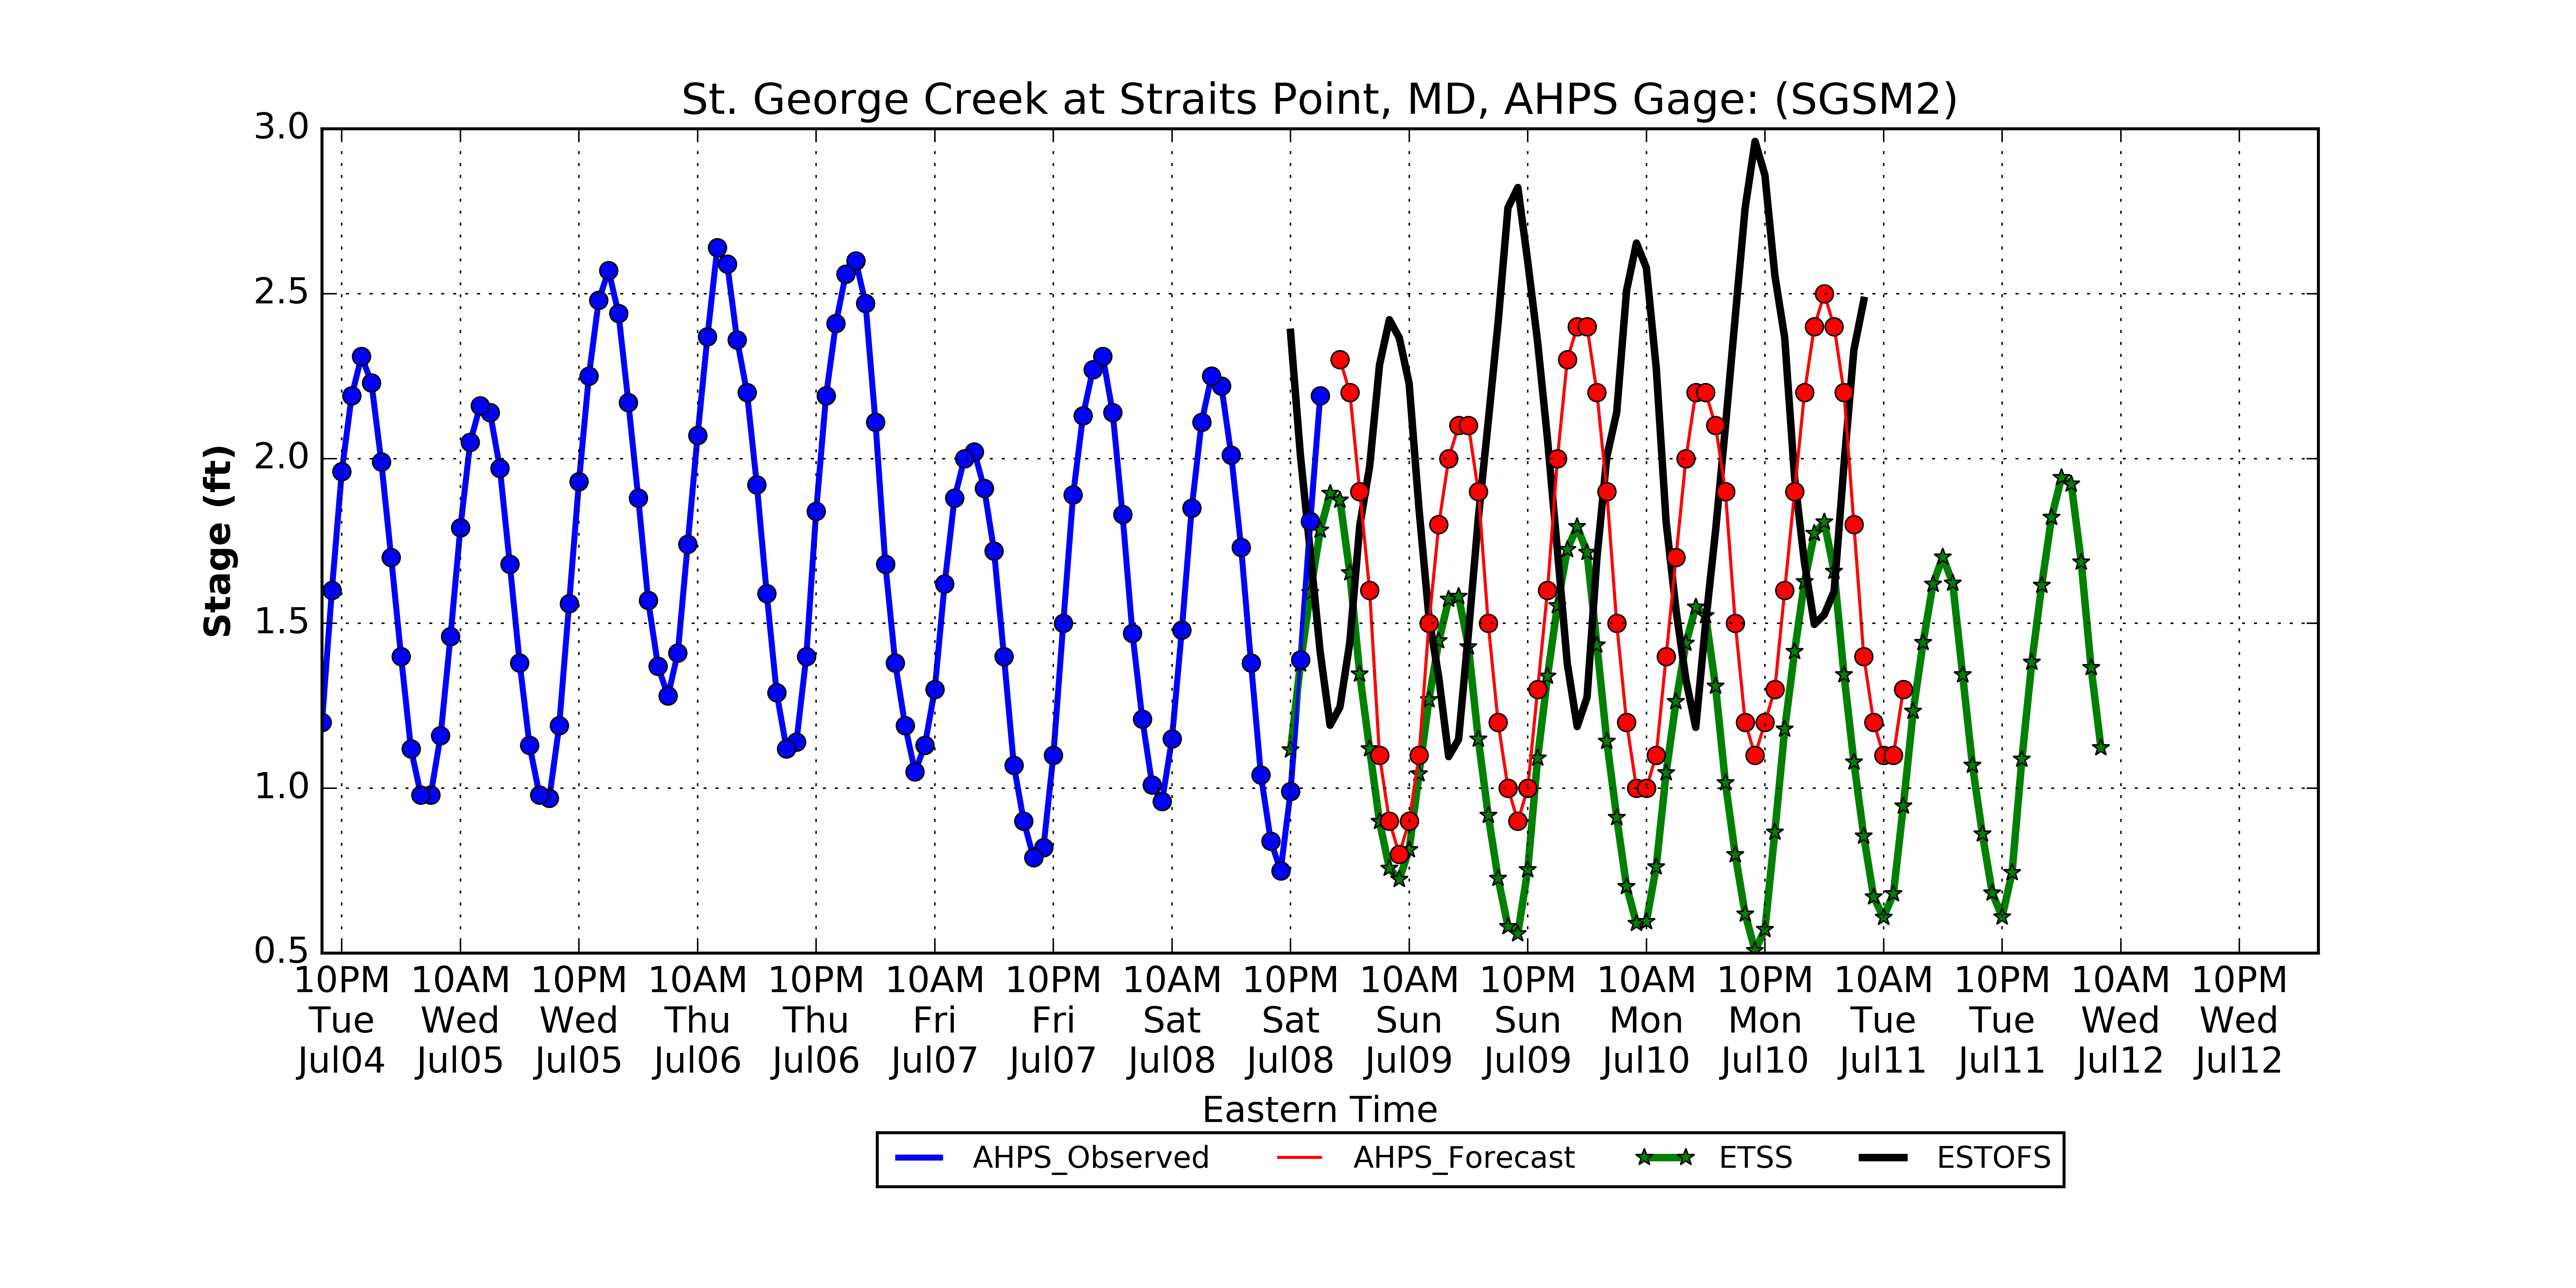 St. George Creek at Straits Point, MD, AHPS Gage: (SGSM2)
3.0
2.5
2.0
1.5
1.0
0.5
Stage (ft)
10PM 10AM 10PM 10AM 10PM 10AM 10PM 10AM 10PM 10AM 10PM 10AM 10PM 10AM 10PM 10AM 10PM
Tue Wed Wed Thu Thu Fri Fri Sat Sat Sun Sun Mon Mon Tue Tue Wed Wed
Jul04 Jul05 Jul05 Jul06 Jul06 Jul07 Jul07 Jul08 Jul08 Jul09 Jul09 Jul10 Jul10 Jul11 Jul11 Jul12 Jul12
Eastern Time
AHPS_Observed AHPS_Forecast ETSS ESTOFS